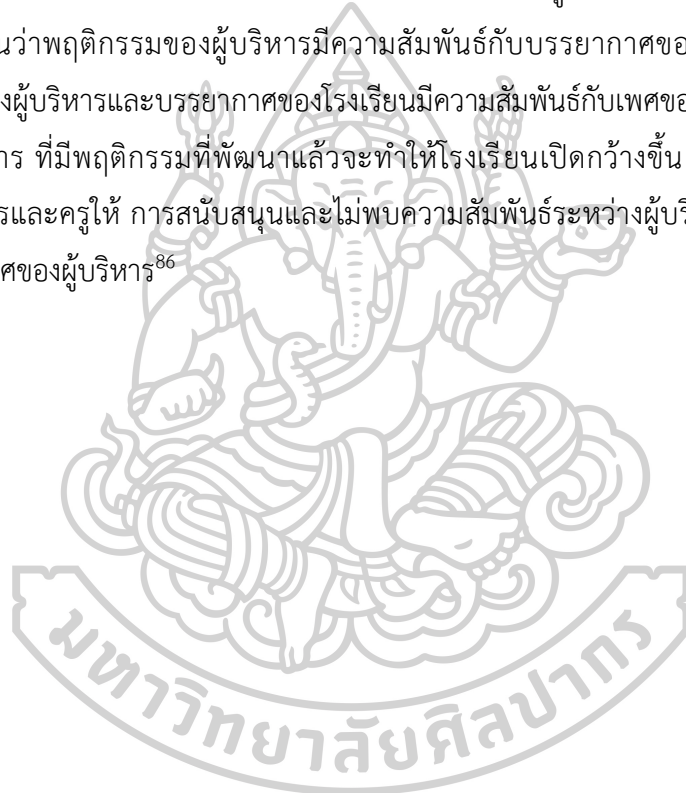 นว่าพฤติกรรมของผู้บริหารมีความสัมพันธ์กับบรรยากาศขอ
งผู้บริหารและบรรยากาศของโรงเรียนมีความสัมพันธ์กับเพศขอ
าร ที่มีพฤติกรรมที่พัฒนาแล้วจะทำให้โรงเรียนเปิดกว้างขึ้น
รและครูให้ การสนับสนุนและไม่พบความสัมพันธ์ระหว่างผู้บริ
ศของผู้บริหาร86
มหาวิทยาลัยศิลปากร